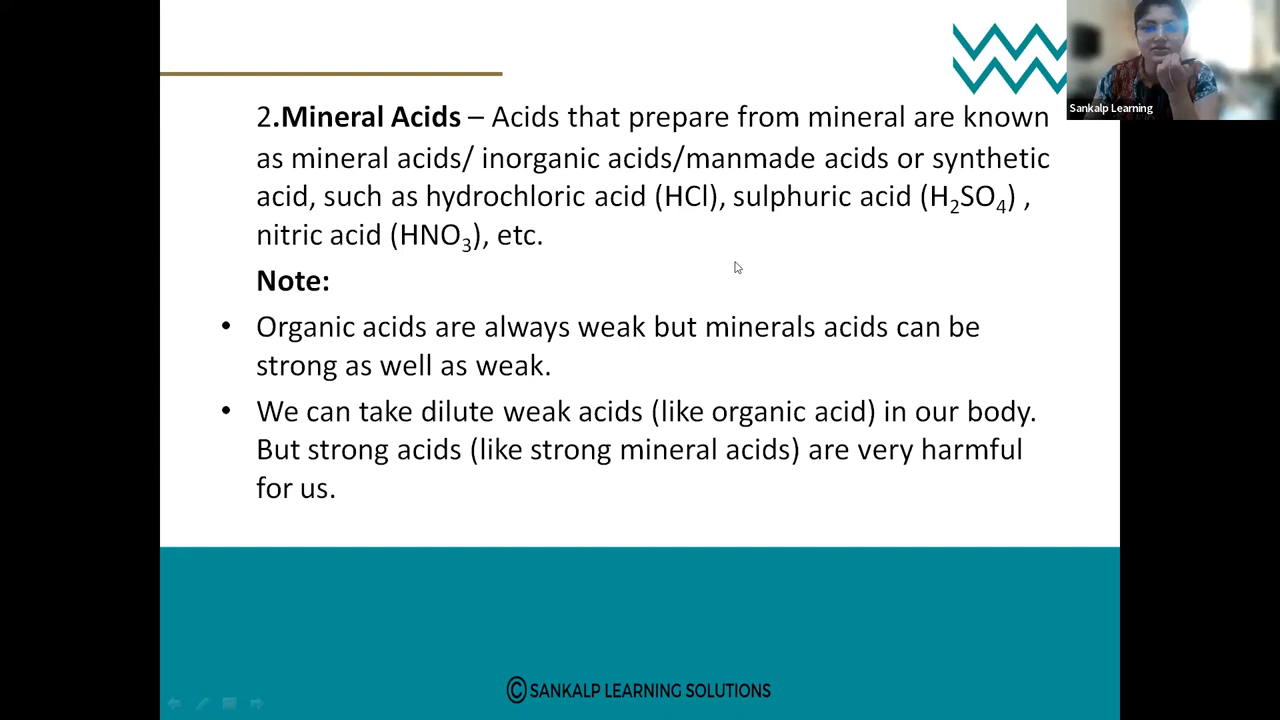 Sankalp Learning
2.Mineral Acids – Acids that prepare from mineral are known
as mineral acids/ inorganic acids/manmade acids or synthetic
acid, such as hydrochloric acid (HCl), sulphuric acid (H₂SO₄) ,
nitric acid (HNO₃), etc.
Note:
• Organic acids are always weak but minerals acids can be
strong as well as weak.
• We can take dilute weak acids (like organic acid) in our body.
But strong acids (like strong mineral acids) are very harmful
for us.
© SANKALP LEARNING SOLUTIONS